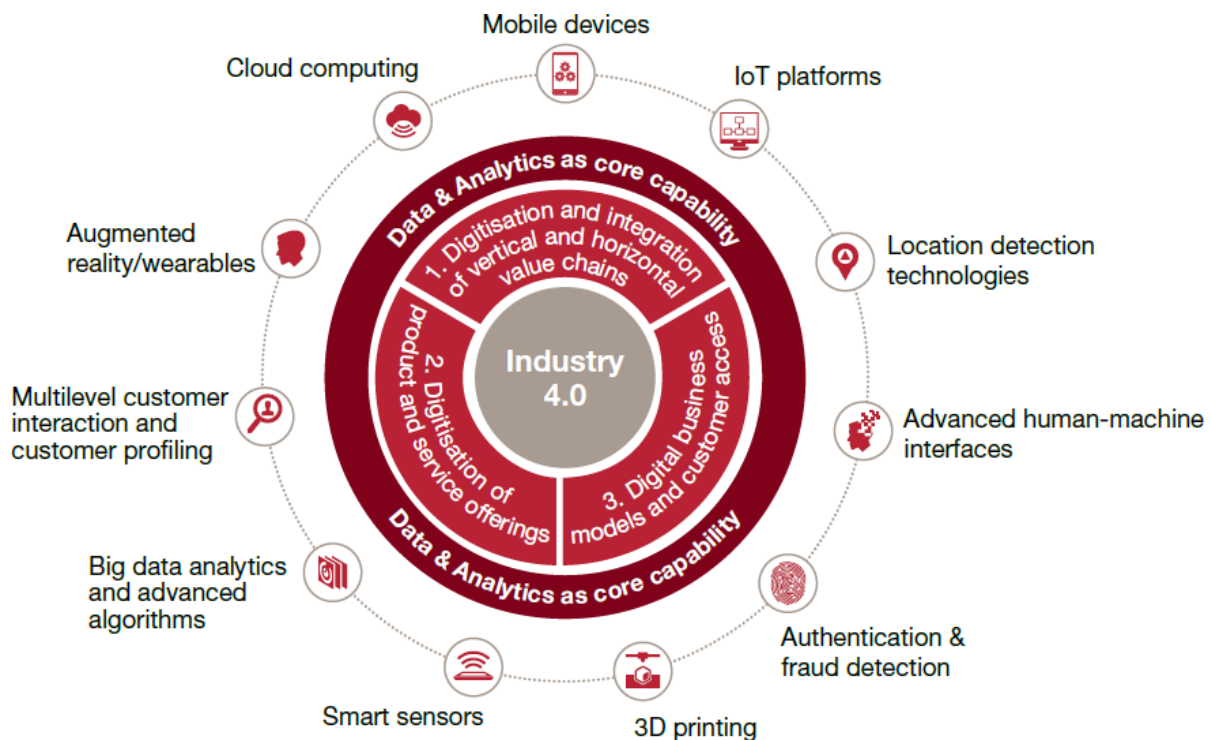 Mobile devices
Cloud computing
IoT platforms
Augmented
reality/wearables
Location detection
technologies
Multilevel customer
interaction and
customer profiling
Advanced human-machine
interfaces
Big data analytics
and advanced
algorithms
Authentication &
fraud detection
Smart sensors
3D printing
Data & Analytics as core capability
1. Digitisation and integration
of vertical and horizontal
value chains
2. Digitisation of
product and service offerings
3. Digital business
models and customer access
Industry
4.0
Data & Analytics as core capability